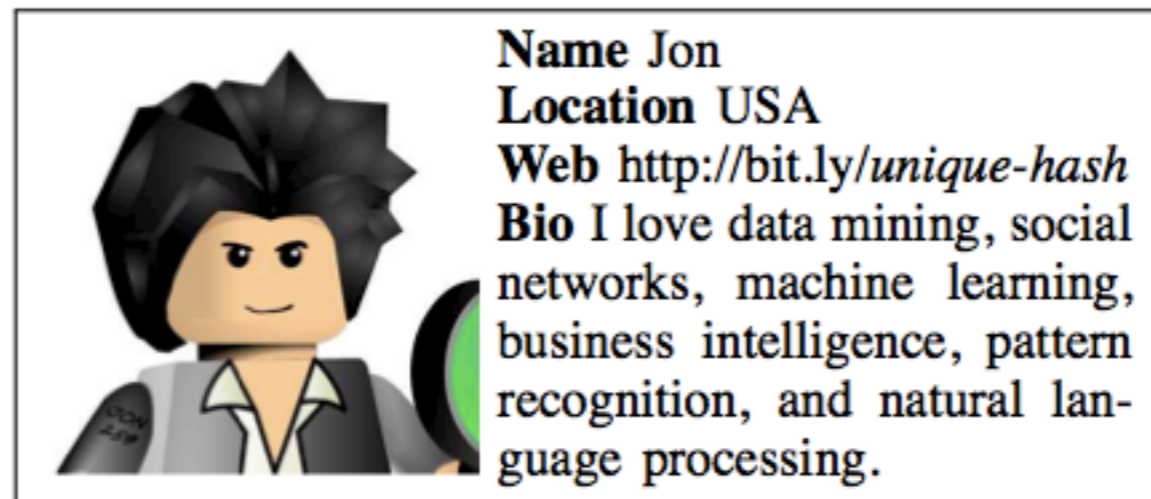 Name Jon
Location USA
Web http://bit.ly/unique-hash
Bio I love data mining, social
networks, machine learning,
business intelligence, pattern
recognition, and natural lan-
guage processing.